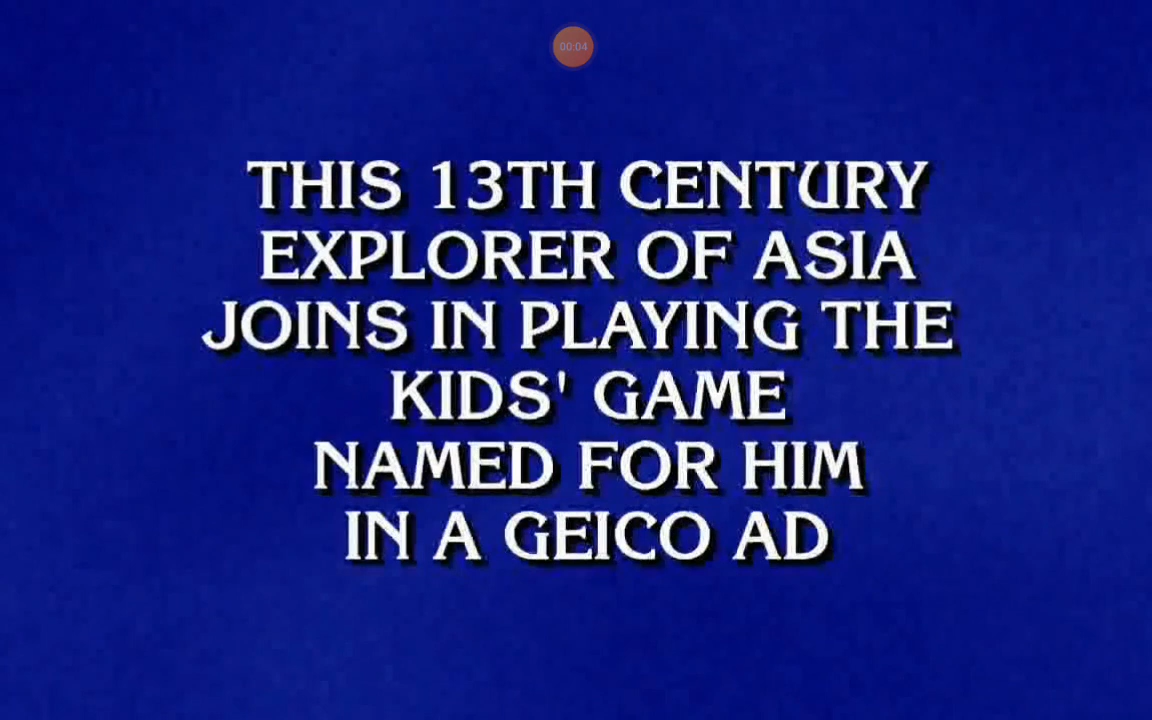 00:04
THIS 13TH CENTURY
EXPLORER OF ASIA
JOINS IN PLAYING THE
KIDS' GAME
NAMED FOR HIM
IN A GEICO AD